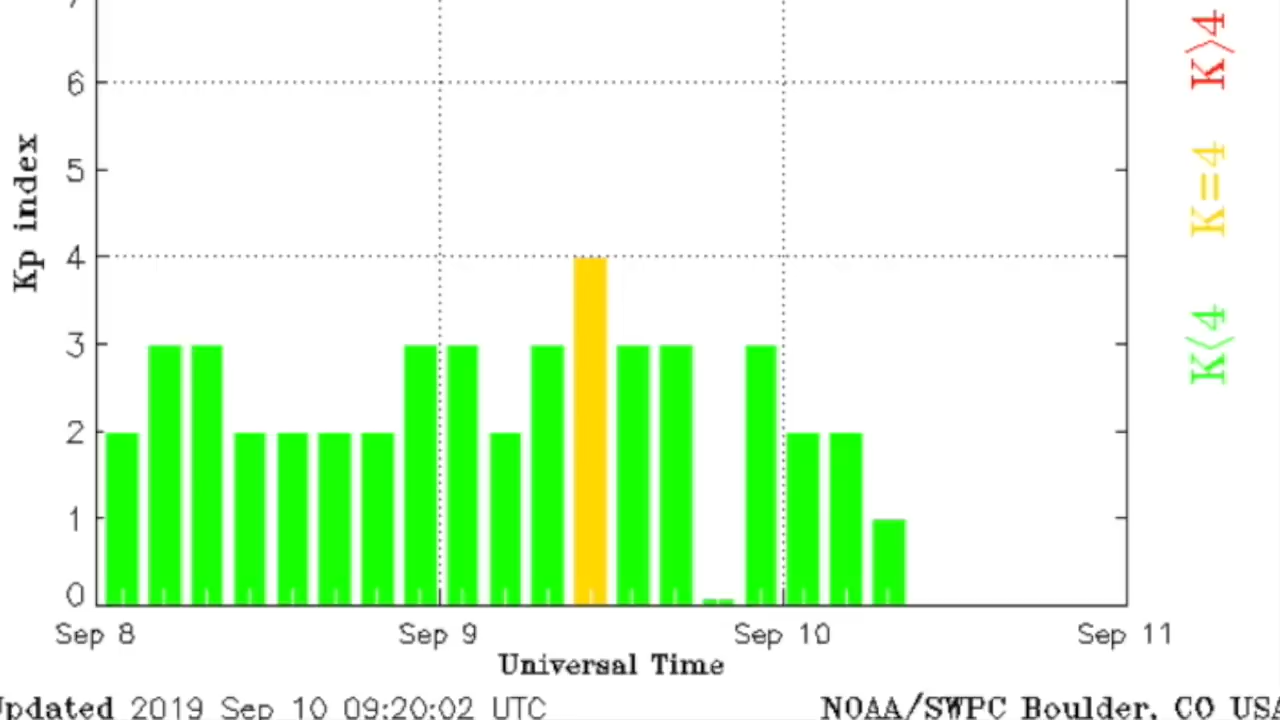 7
6
5
4
3
2
1
0
Kp index
K<4 K=4 K>4
Sep 8 Sep 9 Sep 10 Sep 11
Universal Time
Updated 2019 Sep 10 09:20:02 UTC NOAA/SWPC Boulder, CO USA